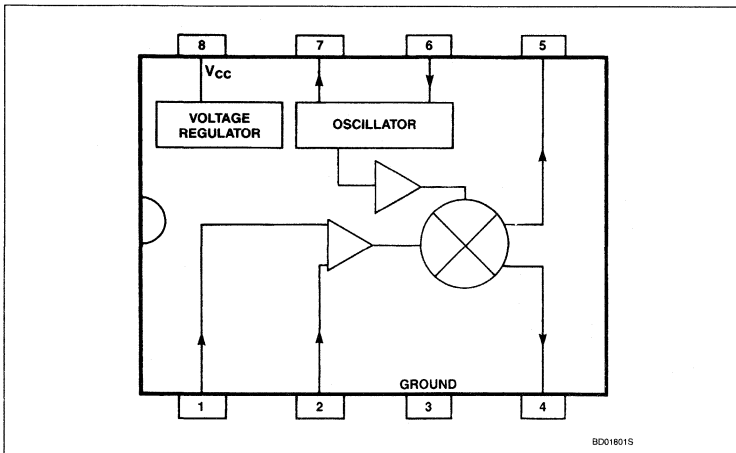 8 7 6 5
VCC
VOLTAGE
REGULATOR
OSCILLATOR
GROUND
1 2 3 4
BD01801S